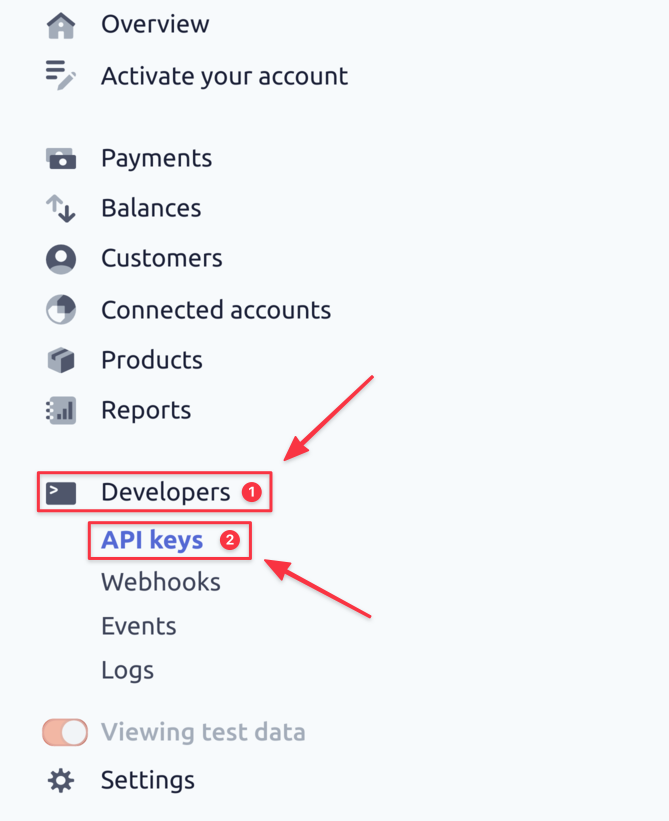 Overview
Activate your account
Payments
Balances
Customers
Connected accounts
Products
Reports
Developers 1
API keys 2
Webhooks
Events
Logs
Viewing test data
Settings